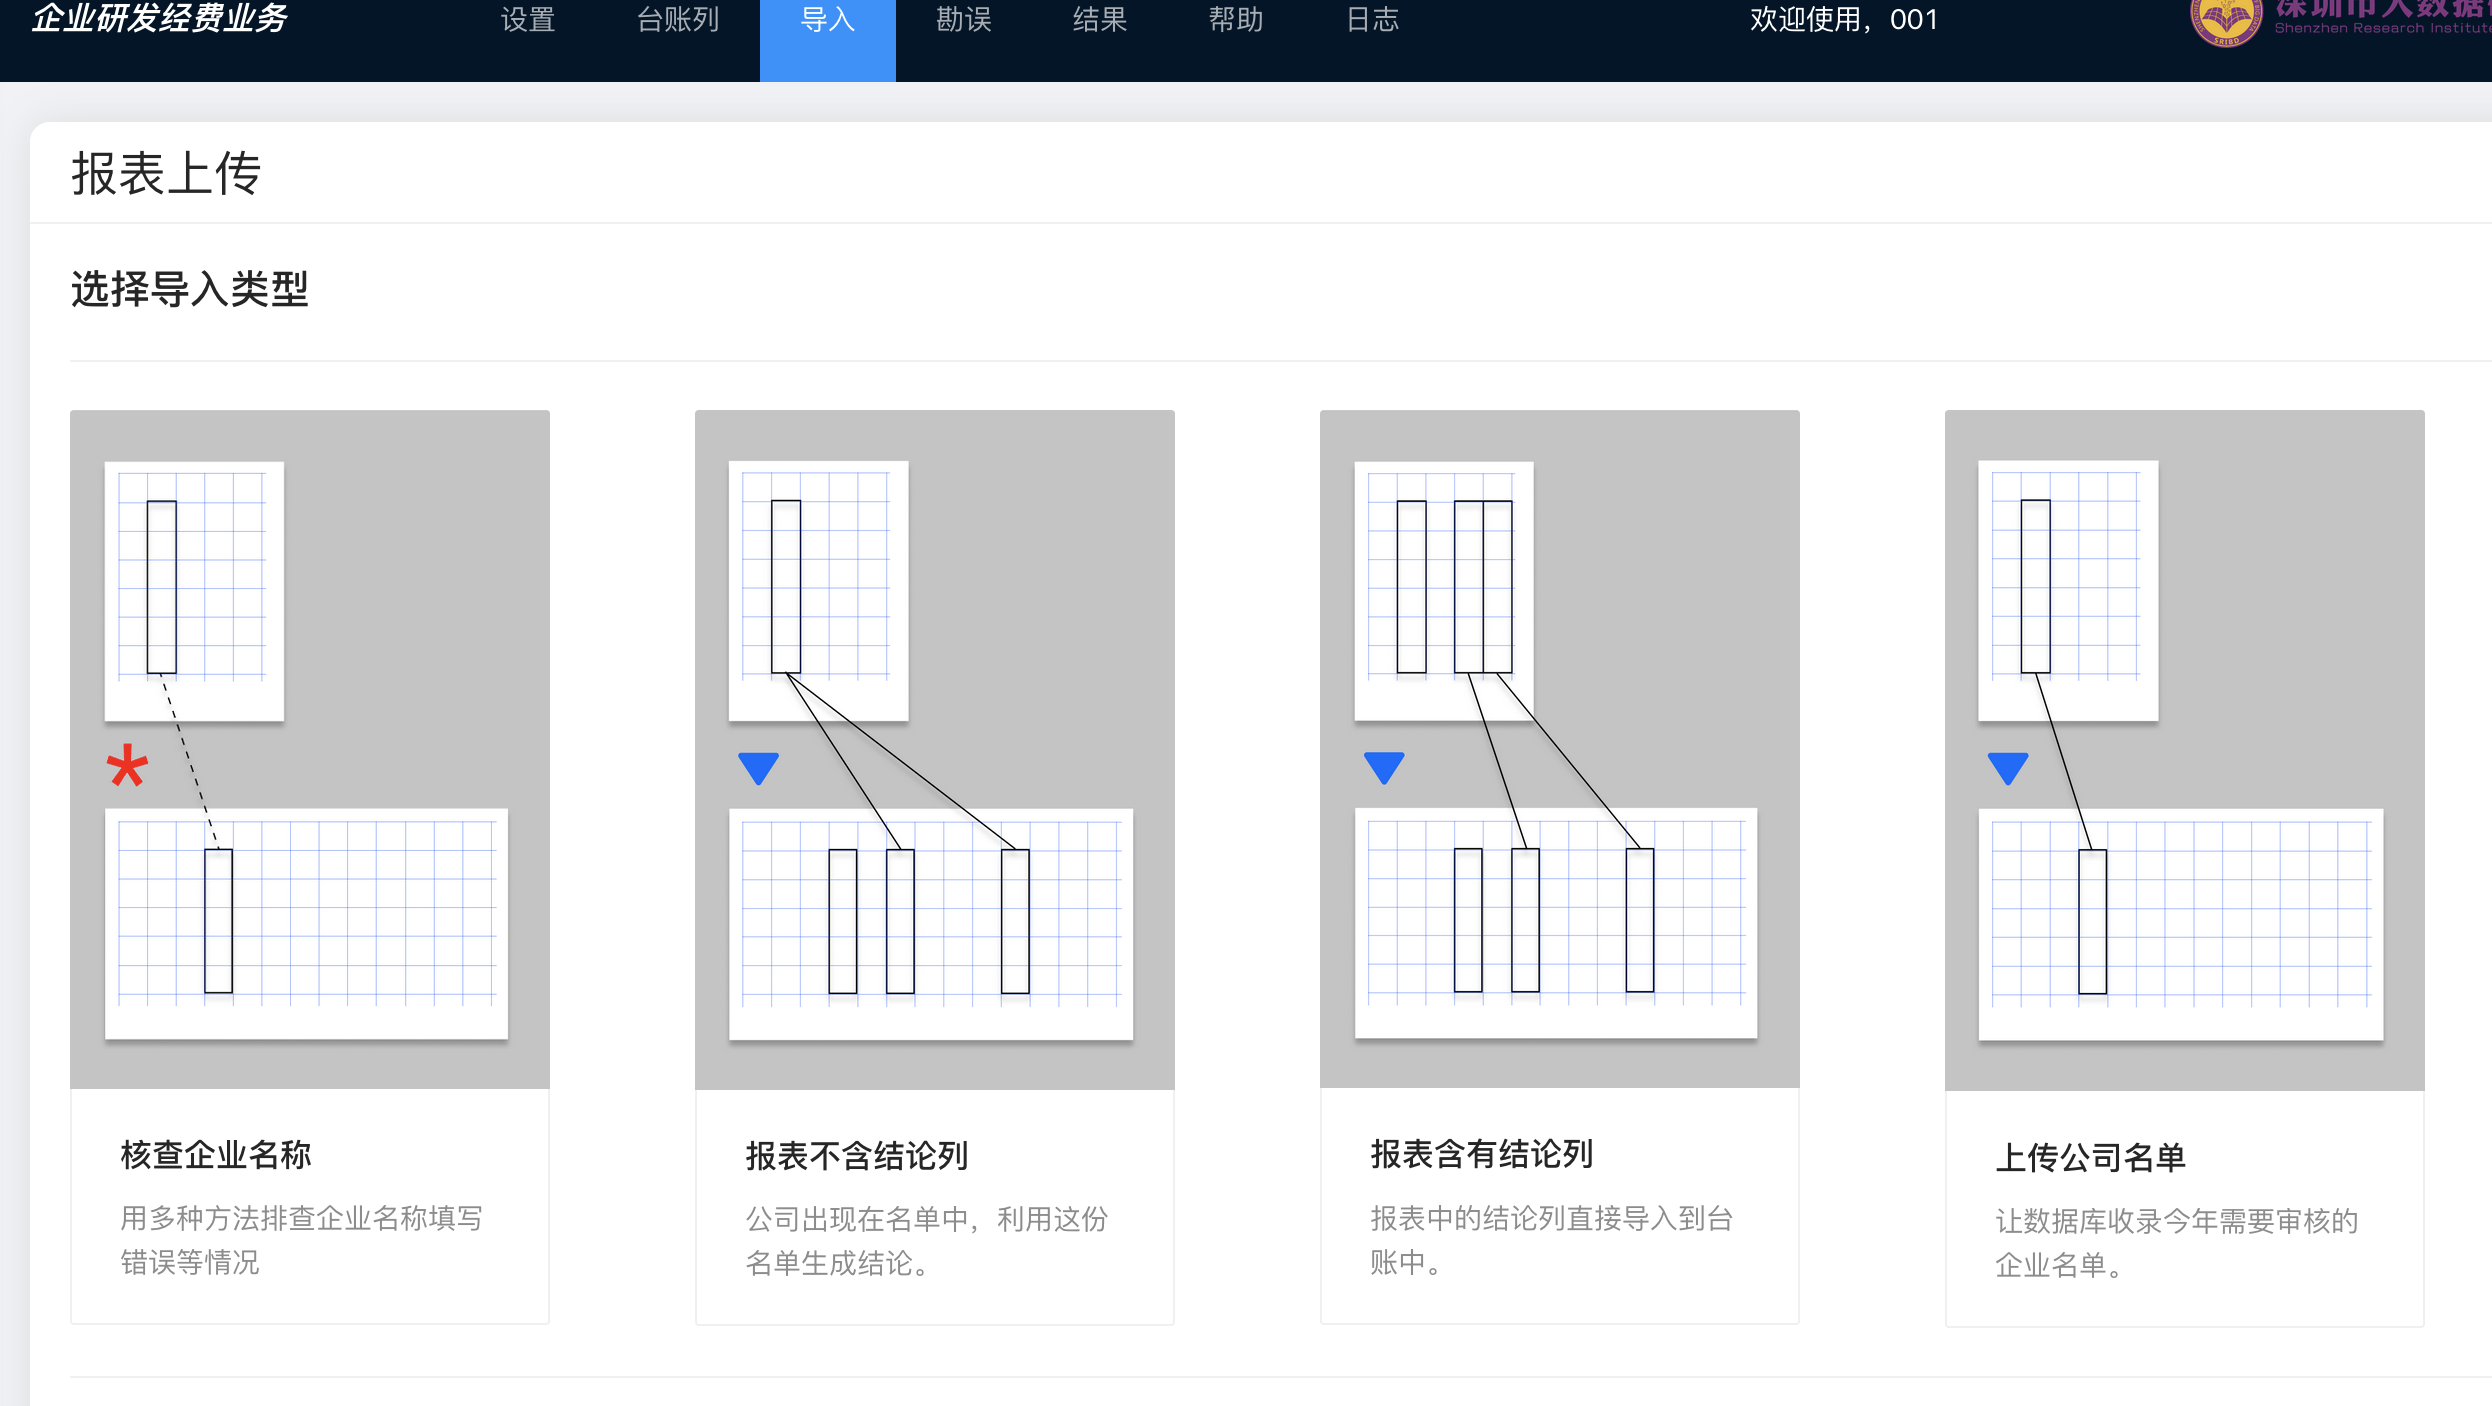 企业研发经费业务
设置
台账列
导入
勘误
结果
帮助
日志
欢迎使用，001
深圳市大数据
Shenzhen Research Institute
SRIBD
报表上传
选择导入类型
核查企业名称
用多种方法排查企业名称填写
错误等情况
报表不含结论列
公司出现在名单中，利用这份
名单生成结论。
报表含有结论列
报表中的结论列直接导入到台
账中。
上传公司名单
让数据库收录今年需要审核的
企业名单。